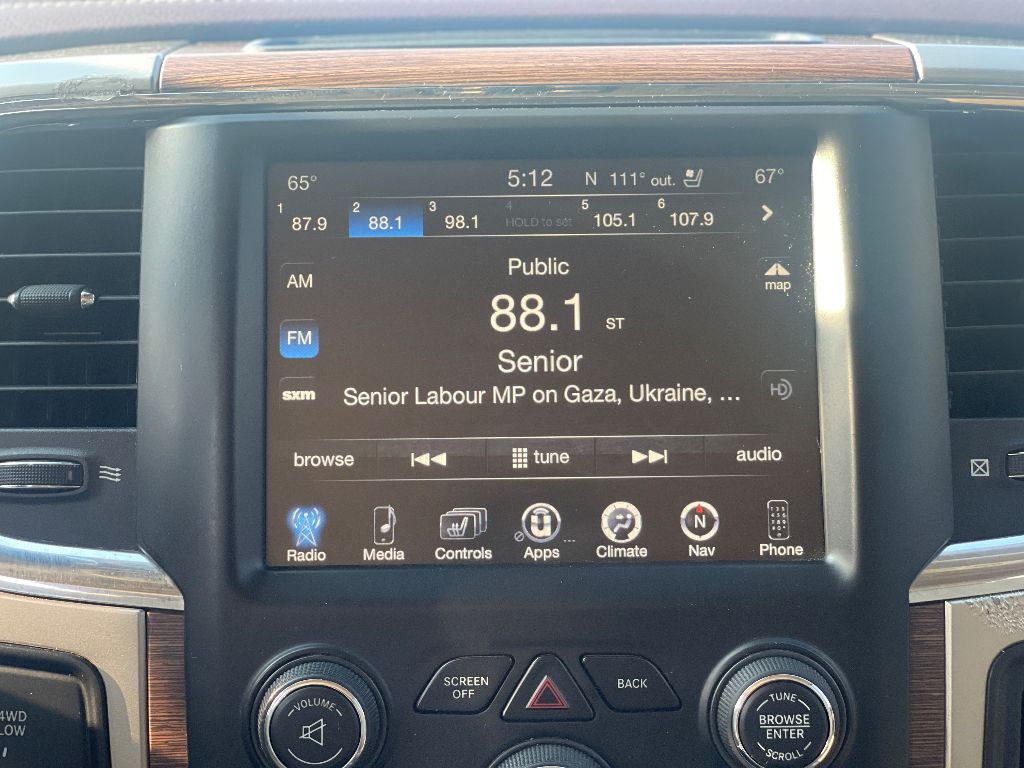 65° 5:12 N 111° out. 67°
1 87.9 2 88.1 3 98.1 4 HOLD to set 5 105.1 6 107.9
Public
AM
map
88.1 ST
FM
Senior
sxm
Senior Labour MP on Gaza, Ukraine, ...
HD
browse tune audio
Radio Media Controls Apps Climate Nav Phone
N
SCREEN OFF
BACK
VOLUME
TUNE
BROWSE
ENTER
SCROLL
4WD
LOW